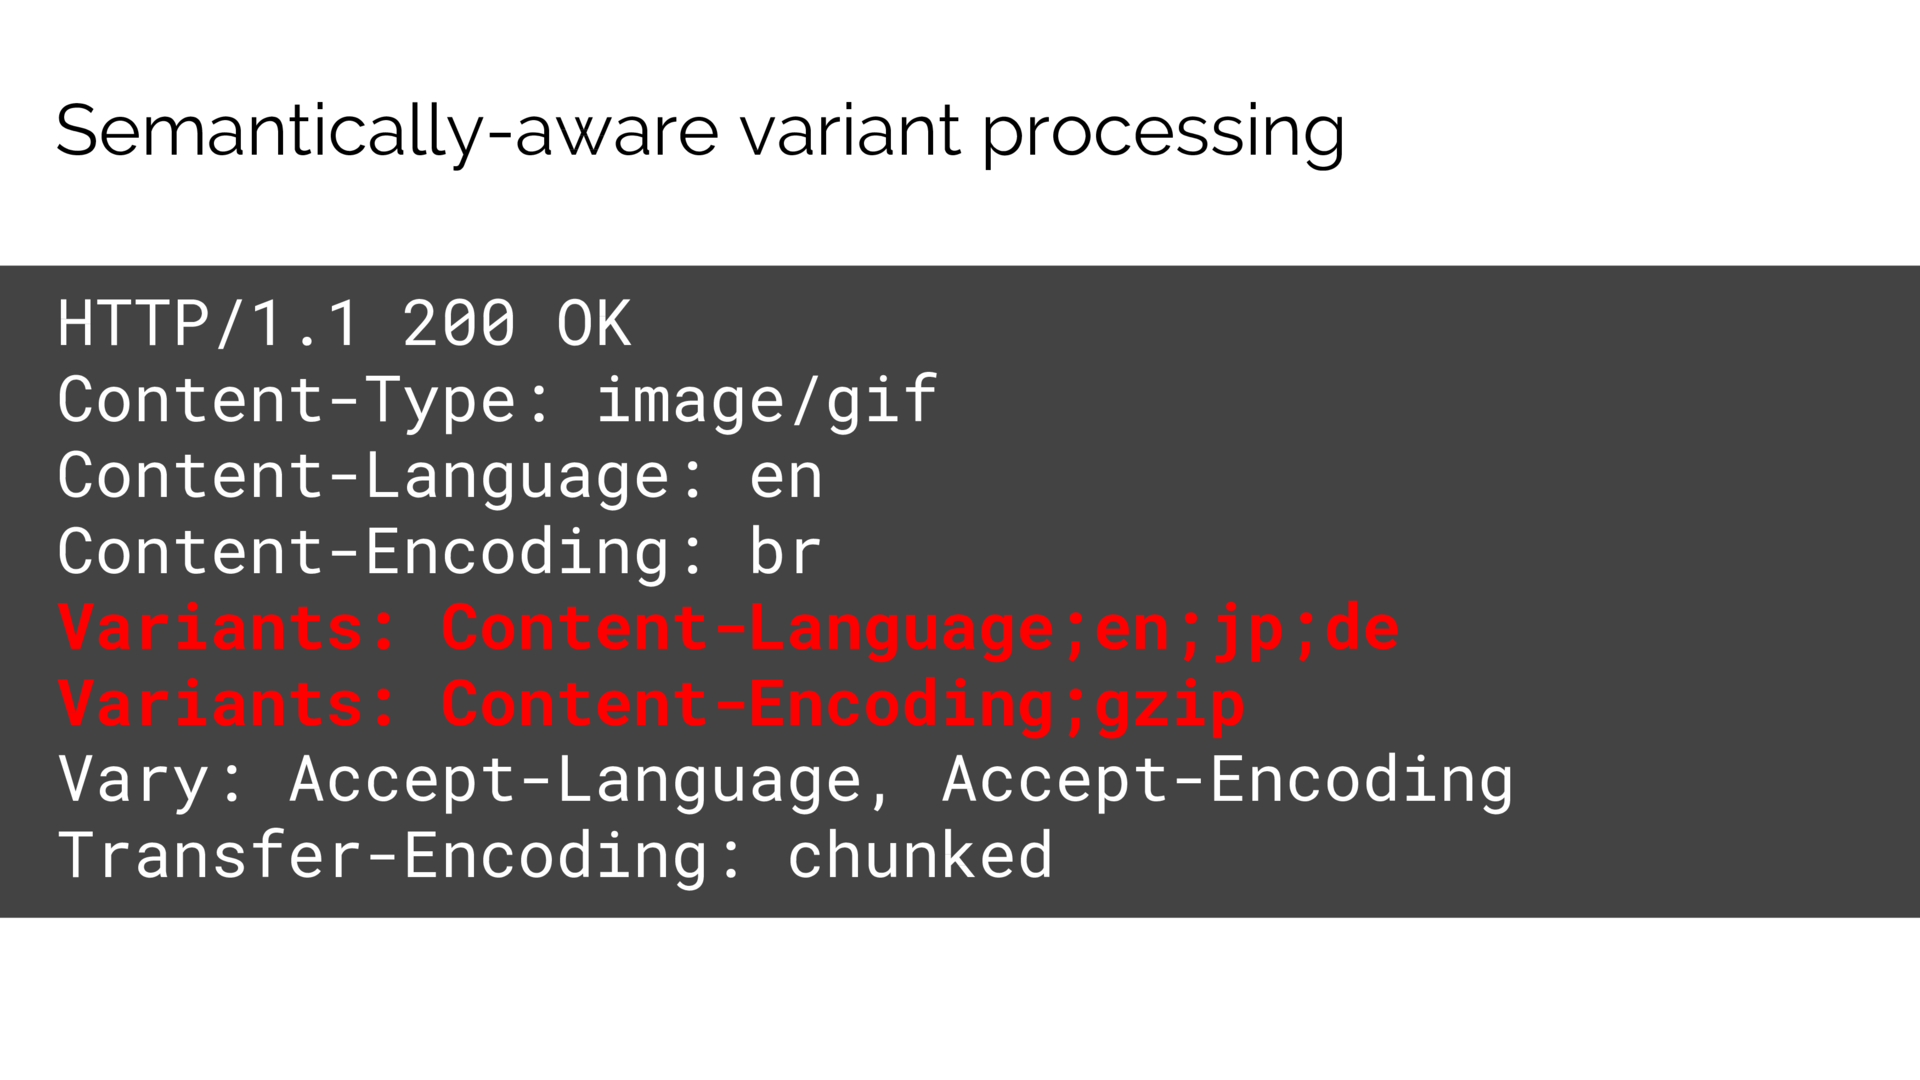 Semantically-aware variant processing
HTTP/1.1 200 OK
Content-Type: image/gif
Content-Language: en
Content-Encoding: br
Variants: Content-Language;en;jp;de
Variants: Content-Encoding;gzip
Vary: Accept-Language, Accept-Encoding
Transfer-Encoding: chunked